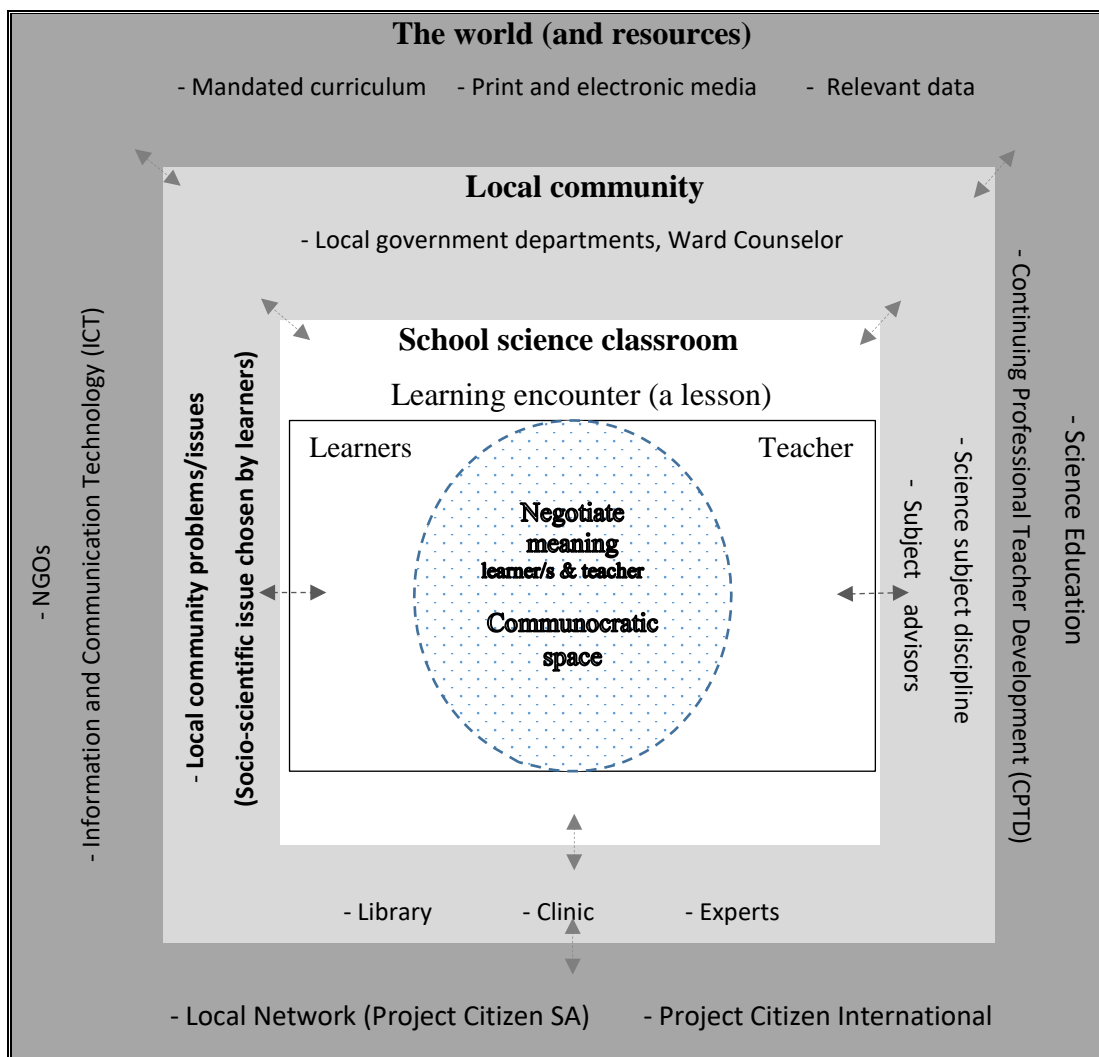 The world (and resources)
- Mandated curriculum - Print and electronic media - Relevant data
Local community
- Local government departments, Ward Counselor
School science classroom
Learning encounter (a lesson)
Learners
Teacher
Negotiate
meaning
learner/s & teacher
Communocratic
space
- NGOs
- Information and Communication Technology (ICT)
- Local community problems/issues
(Socio-scientific issue chosen by learners)
- Subject advisors
- Science subject discipline
- Continuing Professional Teacher Development (CPTD)
- Science Education
- Library - Clinic - Experts
- Local Network (Project Citizen SA) - Project Citizen International